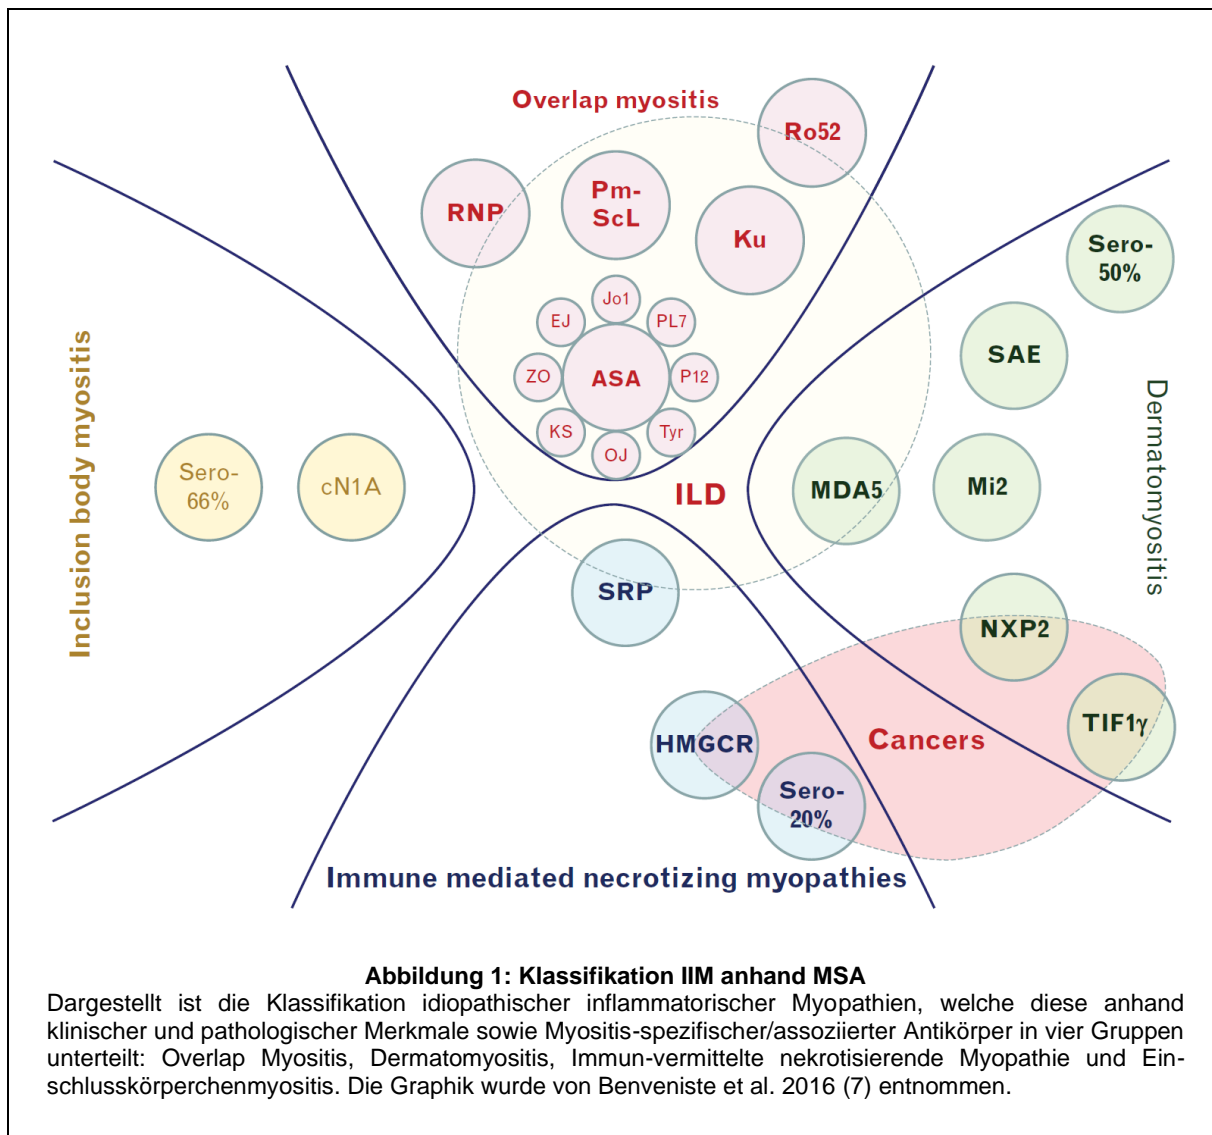 Overlap myositis
Ro52
RNP
Pm-
ScL
Ku
Sero-
50%
Jo1
EJ
PL7
SAE
ZO
ASA
P12
KS
Tyr
OJ
Inclusion body myositis
Sero-
66%
cN1A
ILD
MDA5
Mi2
Dermatomyositis
SRP
NXP2
HMGCR
Cancers
TIF1γ
Sero-
20%
Immune mediated necrotizing myopathies
Abbildung 1: Klassifikation IIM anhand MSA
Dargestellt ist die Klassifikation idiopathischer inflammatorischer Myopathien, welche diese anhand
klinischer und pathologischer Merkmale sowie Myositis-spezifischer/assoziierter Antikörper in vier Gruppen
unterteilt: Overlap Myositis, Dermatomyositis, Immun-vermittelte nekrotisierende Myopathie und Ein-
schlusskörperchenmyositis. Die Graphik wurde von Benveniste et al. 2016 (7) entnommen.